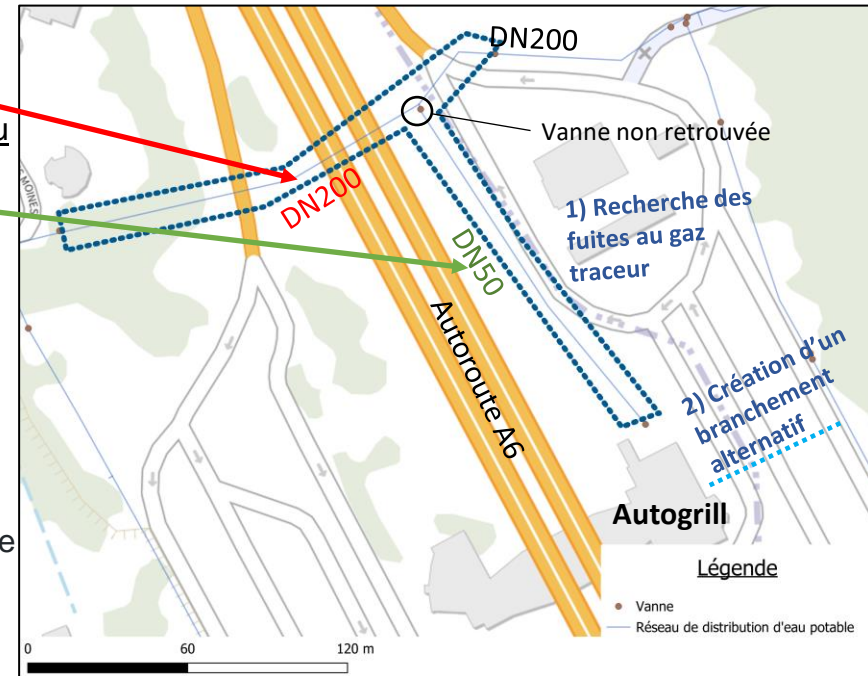 DN200
u
Vanne non retrouvée
MOINES
DN200
1) Recherche des
fuites au gaz
traceur
DN50
Autoroute A6
2) Création d'un
branchement
alternatif
Autogrill
e
Légende
Vanne
Réseau de distribution d'eau potable
0 60 120 m